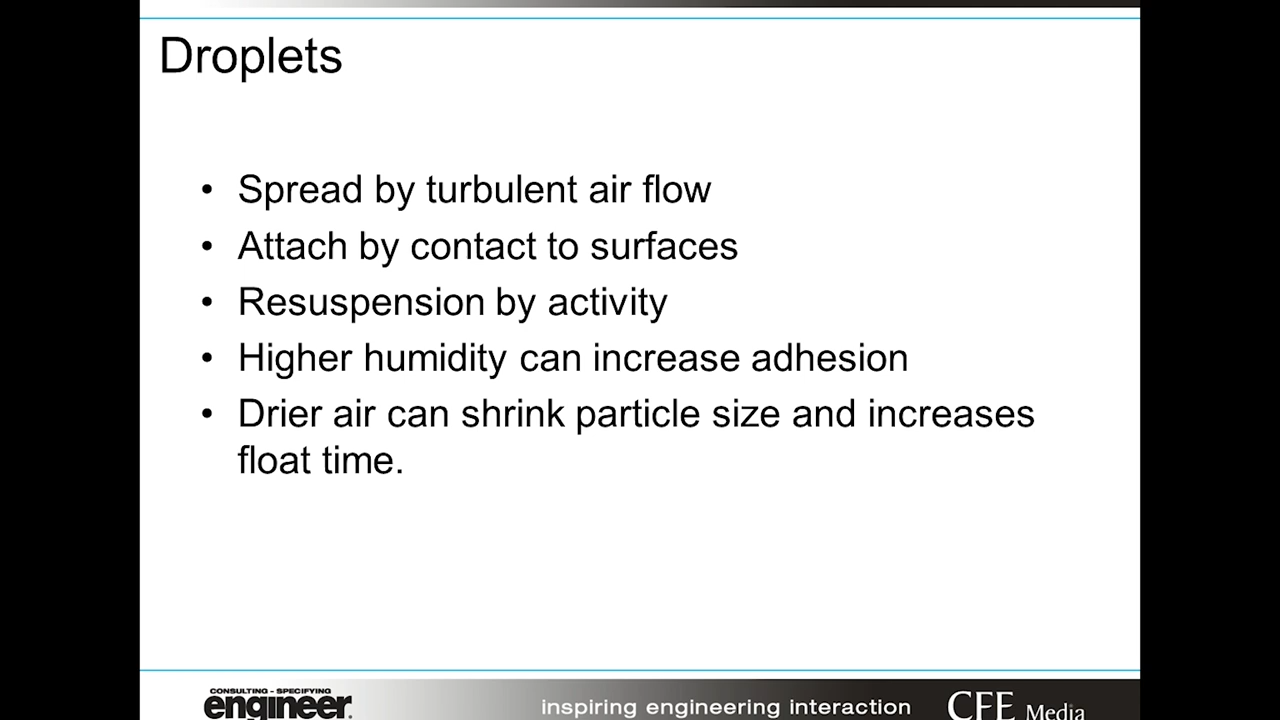 Droplets
• Spread by turbulent air flow
• Attach by contact to surfaces
• Resuspension by activity
• Higher humidity can increase adhesion
• Drier air can shrink particle size and increases
float time.
CONSULTING-SPECIFYING
engineer
inspiring engineering interaction
CFE Media